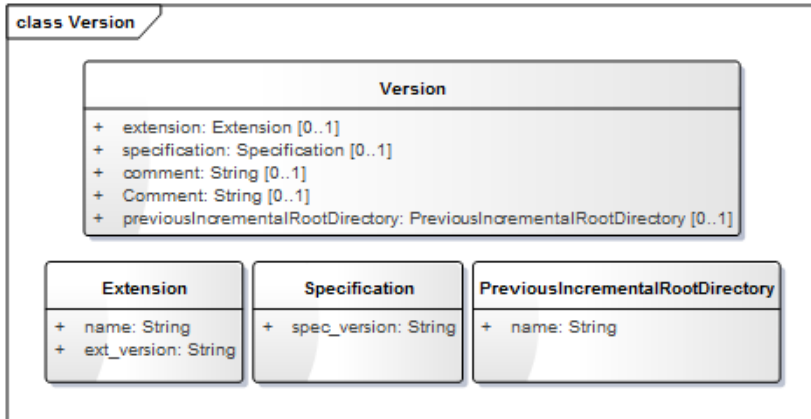 class Version
Version
+ extension: Extension [0..1]
+ specification: Specification [0..1]
+ comment: String [0..1]
+ Comment: String [0..1]
+ previousIncrementalRootDirectory: PreviousIncrementalRootDirectory [0..1]
Extension
+ name: String
+ ext_version: String
Specification
+ spec_version: String
PreviousIncrementalRootDirectory
+ name: String